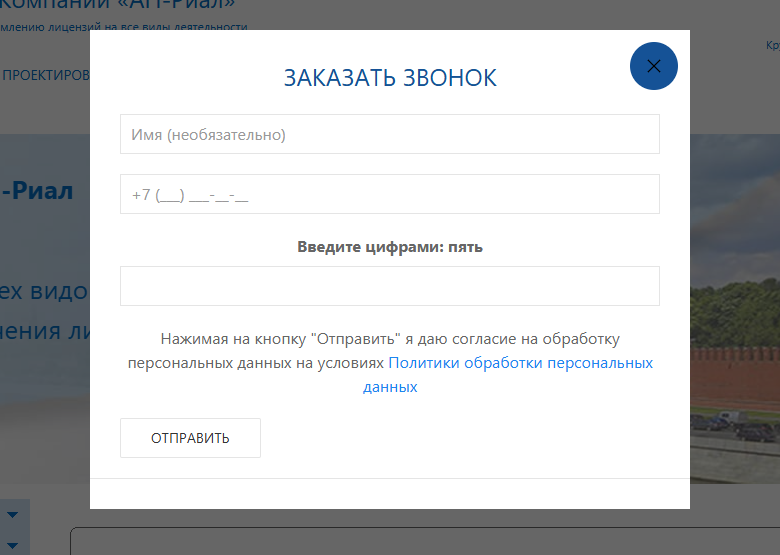 Компании «АП-Риал»
млению лицензий на все виды деятельности
Кр
ПРОЕКТИРОВ
ЗАКАЗАТЬ ЗВОНОК
Имя (необязательно)
-Риал
+7 (___) ___-__-__
Введите цифрами: пять
ех видо
чения ли
Нажимая на кнопку "Отправить" я даю согласие на обработку
персональных данных на условиях Политики обработки персональных
данных
ОТПРАВИТЬ